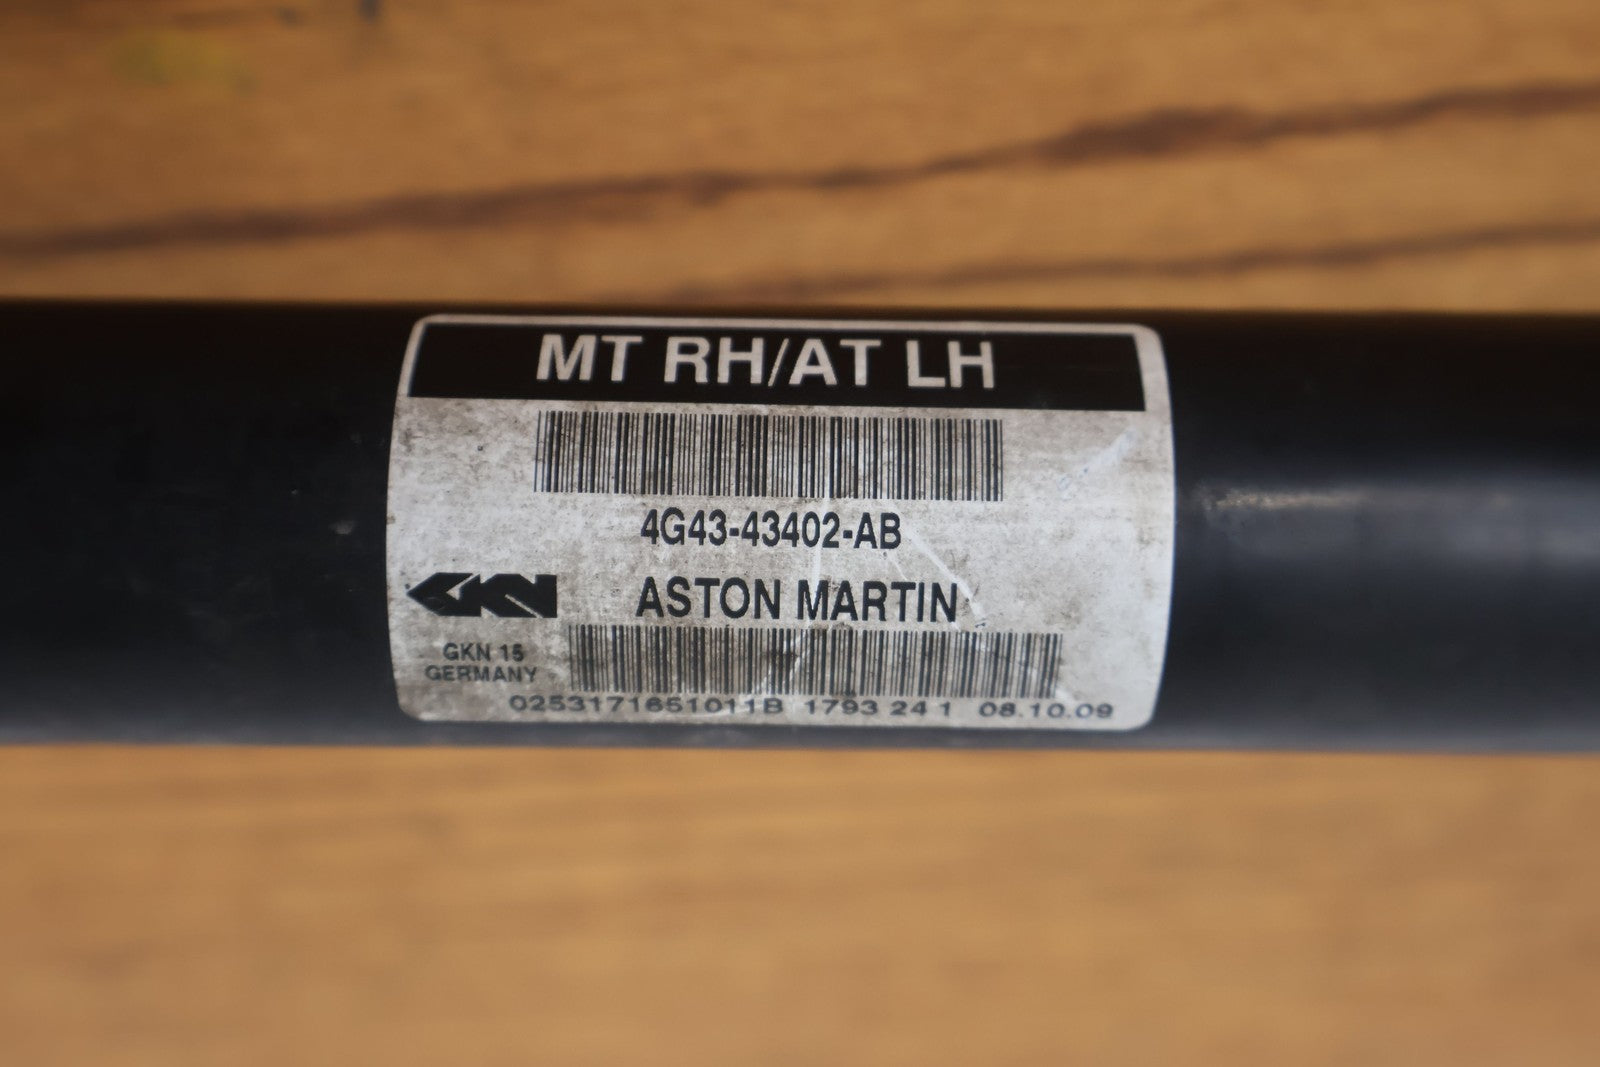 MT RH/AT LH
4G43-43402-AB
GKN
ASTON MARTIN
GKN 15
GERMANY
0253171651011B 1793 24 1 08.10.09